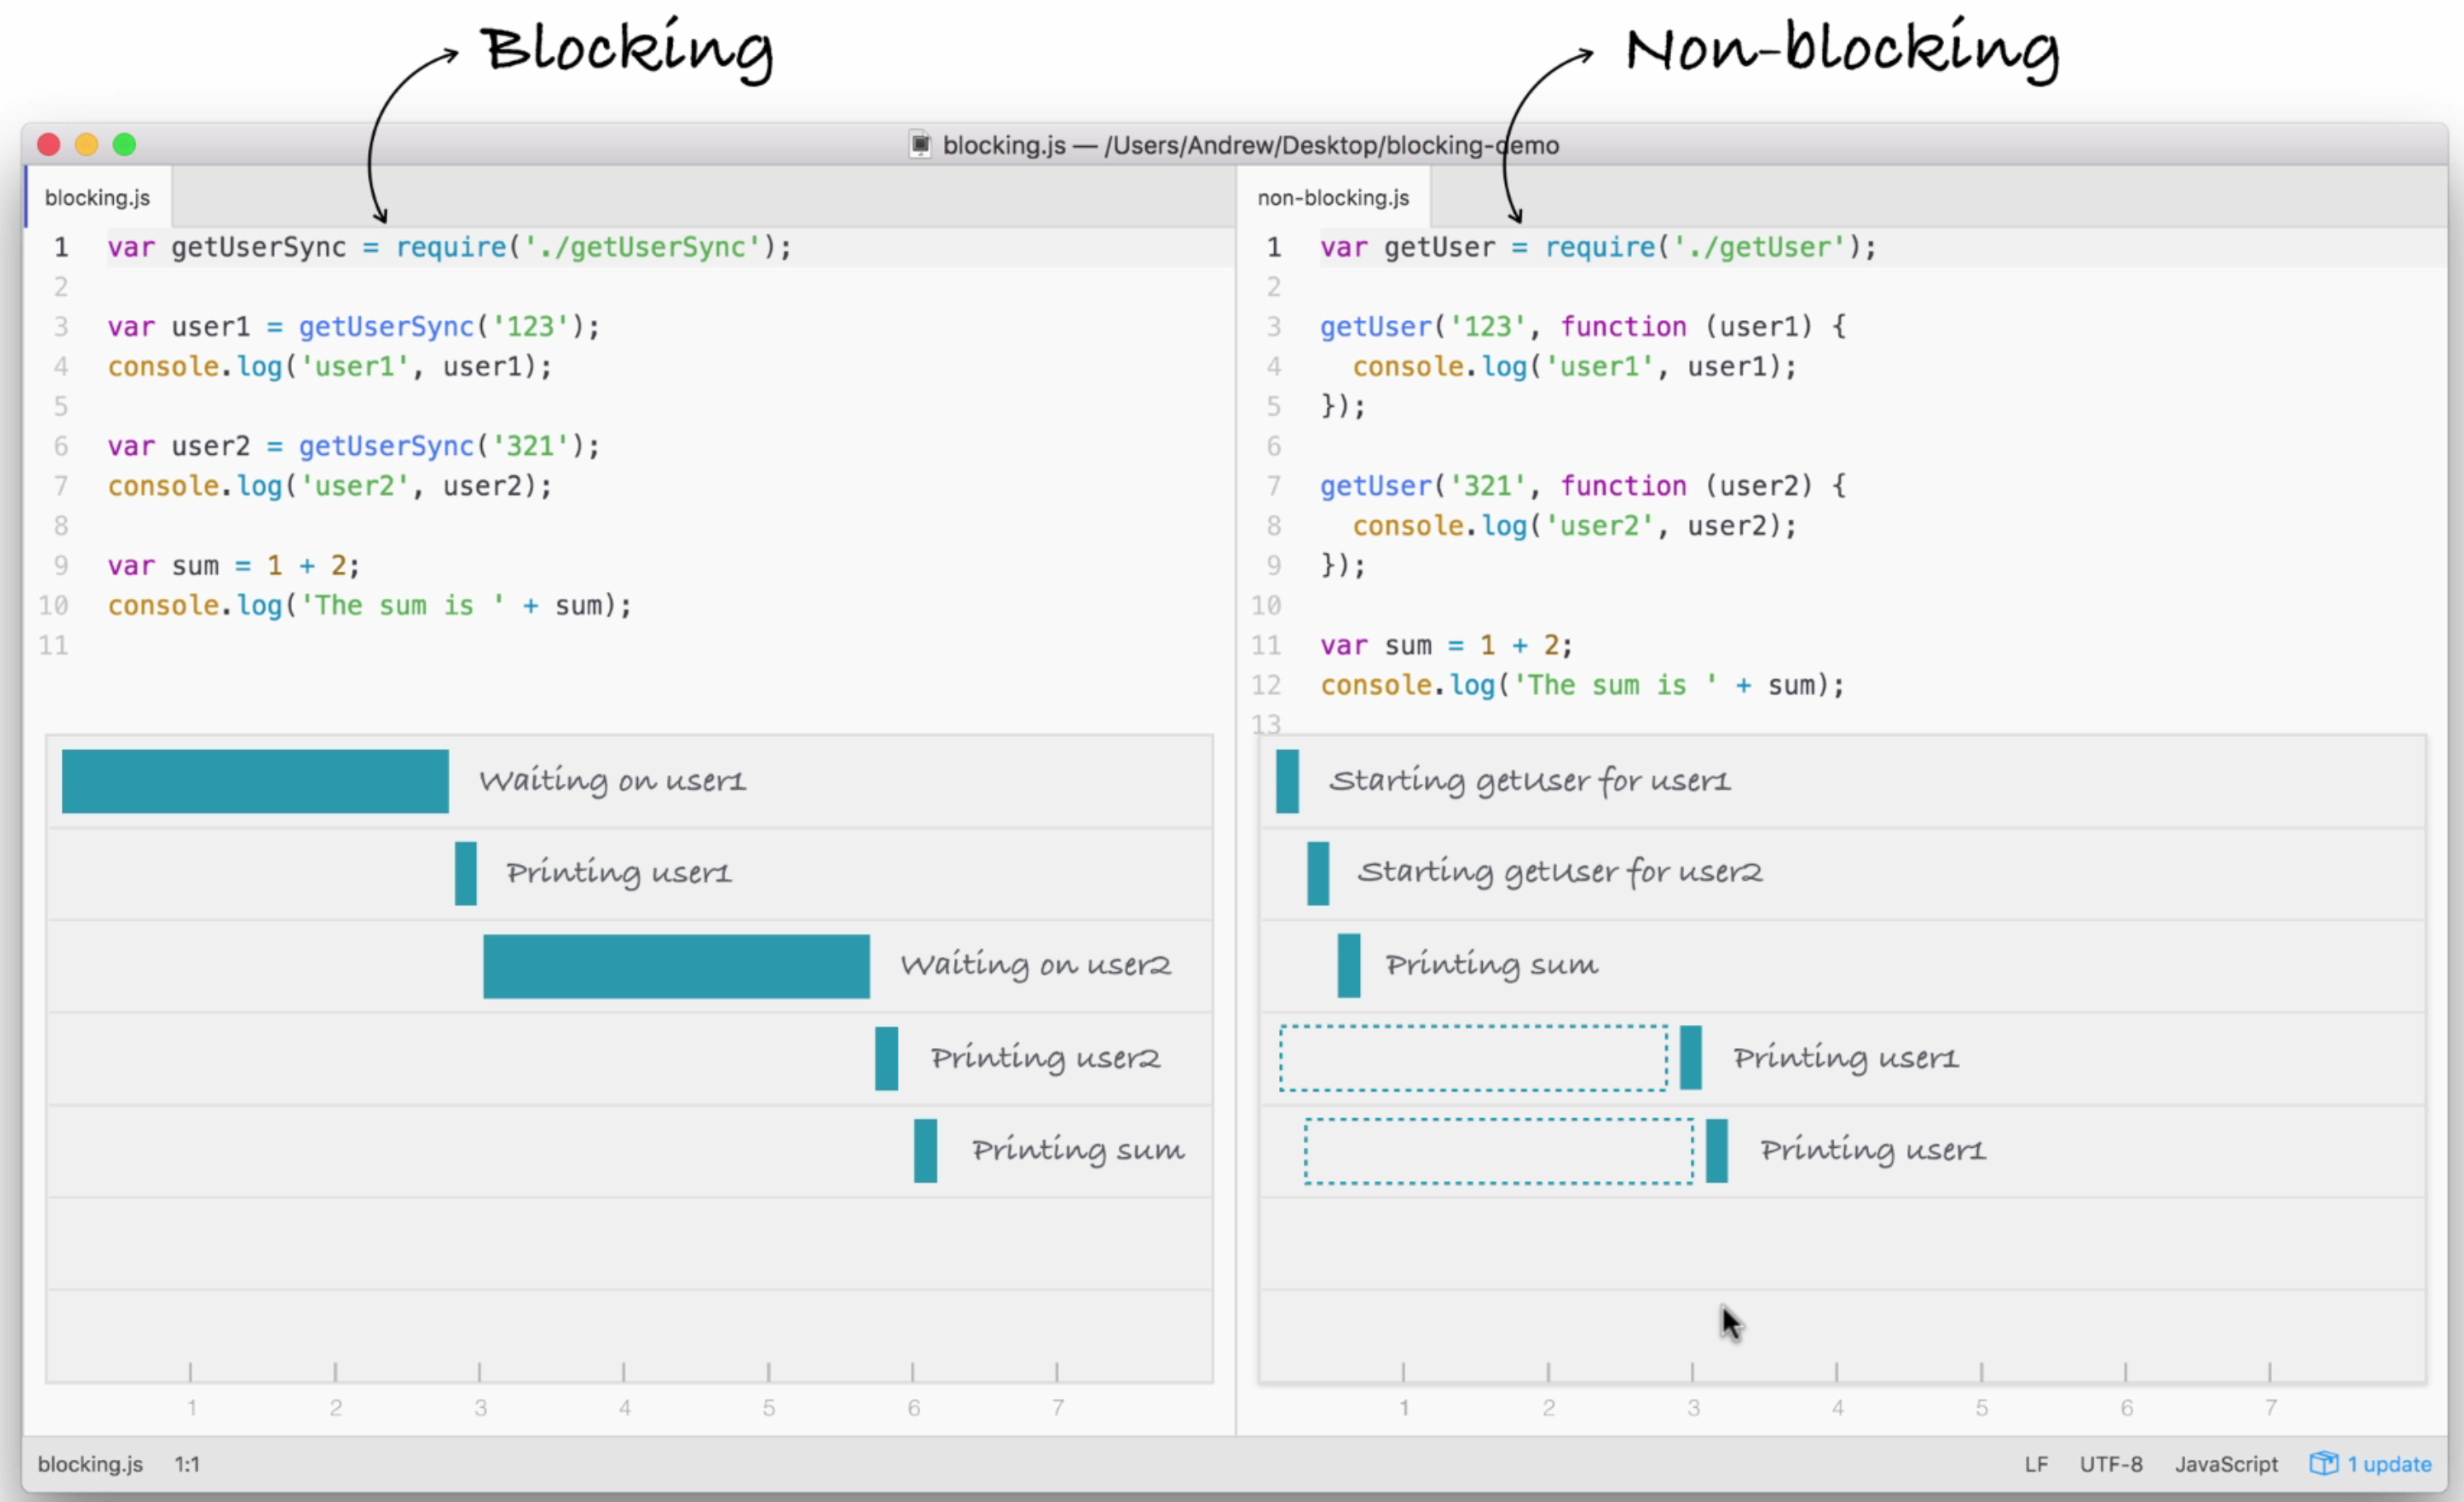 Blocking
Non-blocking
blocking.js — /Users/Andrew/Desktop/blocking-demo
blocking.js
1 var getUserSync = require('./getUserSync');
2
3 var user1 = getUserSync('123');
4 console.log('user1', user1);
5
6 var user2 = getUserSync('321');
7 console.log('user2', user2);
8
9 var sum = 1 + 2;
10 console.log('The sum is ' + sum);
11
Waiting on user1
Printing user1
Waiting on user2
Printing user2
Printing sum
1 2 3 4 5 6 7
non-blocking.js
1 var getUser = require('./getUser');
2
3 getUser('123', function (user1) {
4   console.log('user1', user1);
5 });
6
7 getUser('321', function (user2) {
8   console.log('user2', user2);
9 });
10
11 var sum = 1 + 2;
12 console.log('The sum is ' + sum);
13
Starting getUser for user1
Starting getUser for user2
Printing sum
Printing user1
Printing user1
1 2 3 4 5 6 7
blocking.js 1:1
LF UTF-8 JavaScript 1 update